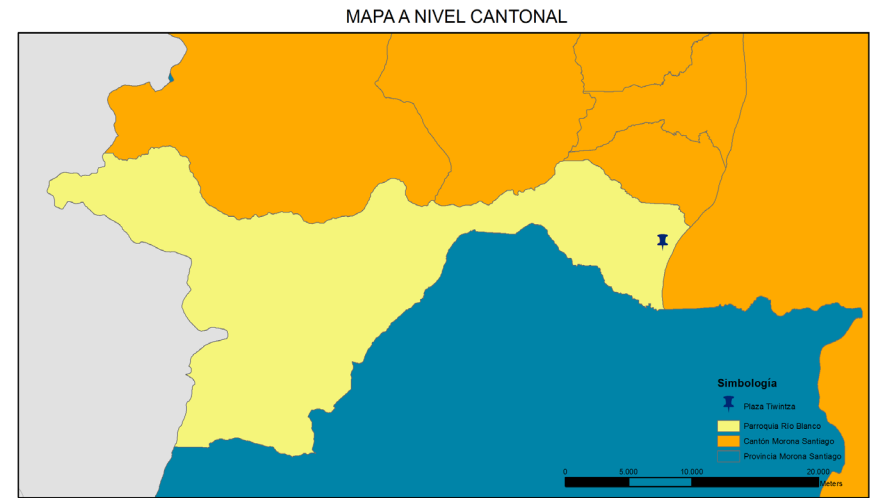 MAPA A NIVEL CANTONAL
Simbología
Plaza Tiwintza
Parroquia Río Blanco
Cantón Morona Santiago
Provincia Morona Santiago
0 5.000 10.000 20.000
Meters